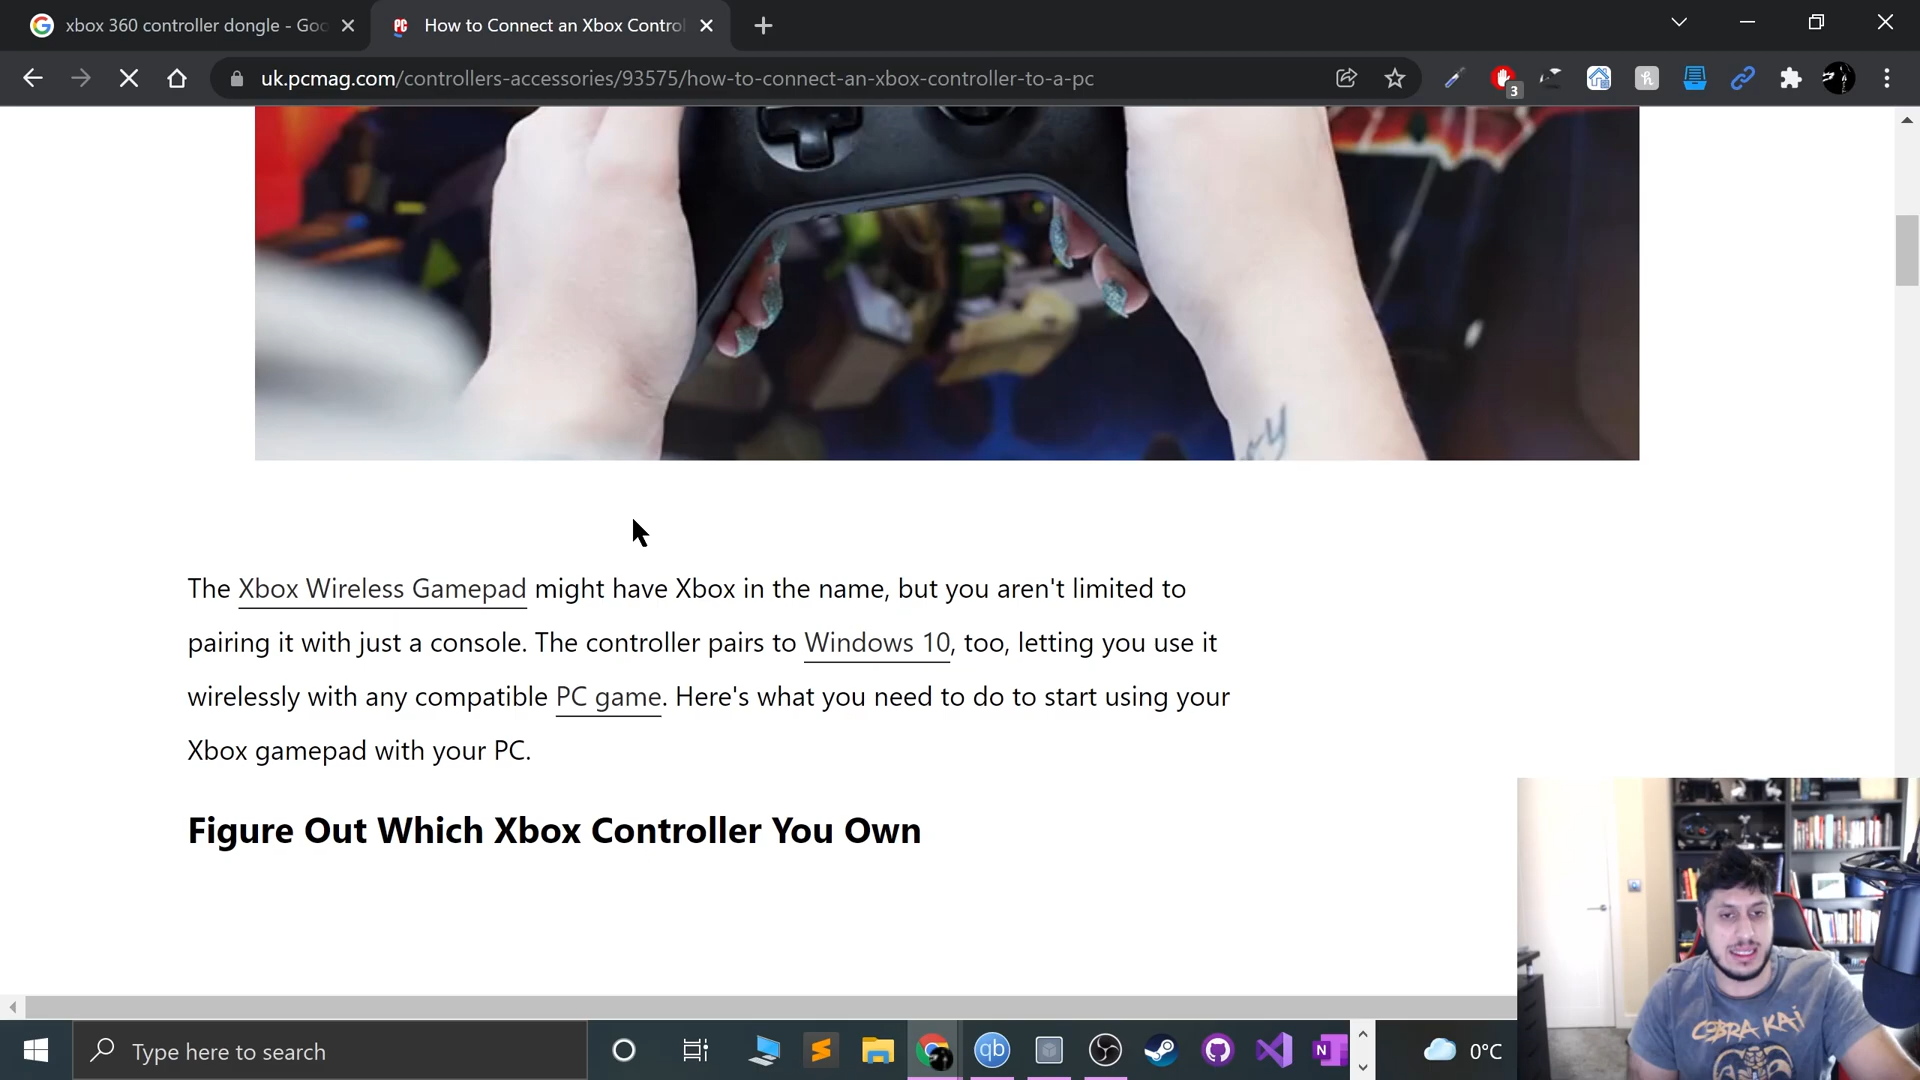 xbox 360 controller dongle - Goo
PC How to Connect an Xbox Control
uk.pcmag.com/controllers-accessories/93575/how-to-connect-an-xbox-controller-to-a-pc
3
h
The Xbox Wireless Gamepad might have Xbox in the name, but you aren't limited to
pairing it with just a console. The controller pairs to Windows 10, too, letting you use it
wirelessly with any compatible PC game. Here's what you need to do to start using your
Xbox gamepad with your PC.
Figure Out Which Xbox Controller You Own
COBRA KAI
Type here to search
qb
N
0°C